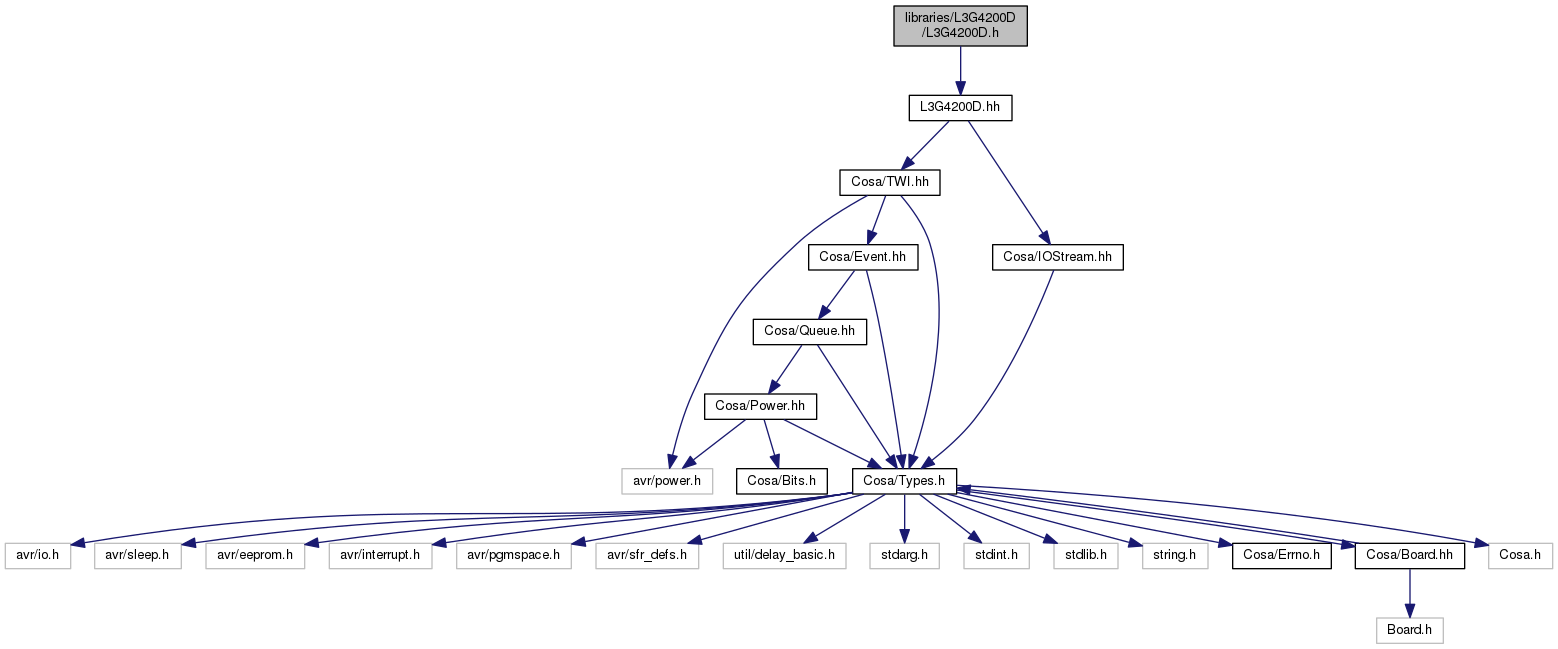 libraries/L3G4200D
/L3G4200D.h
L3G4200D.hh
Cosa/TWI.hh
Cosa/Event.hh
Cosa/IOStream.hh
Cosa/Queue.hh
Cosa/Power.hh
avr/power.h
Cosa/Bits.h
Cosa/Types.h
avr/io.h
avr/sleep.h
avr/eeprom.h
avr/interrupt.h
avr/pgmspace.h
avr/sfr_defs.h
util/delay_basic.h
stdarg.h
stdint.h
stdlib.h
string.h
Cosa/Errno.h
Cosa/Board.hh
Cosa.h
Board.h